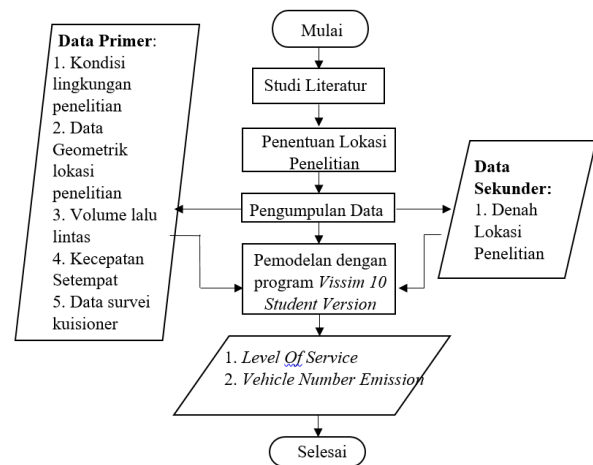 Mulai
Studi Literatur
Penentuan Lokasi
Penelitian
Pengumpulan Data
Data Primer:
1. Kondisi
lingkungan
penelitian
2. Data
Geometrik
lokasi
penelitian
3. Volume lalu
lintas
4. Kecepatan
Setempat
5. Data survei
kuisioner
Data
Sekunder:
1. Denah
Lokasi
Penelitian
Pemodelan dengan
program Vissim 10
Student Version
1. Level Of Service
2. Vehicle Number Emission
Selesai